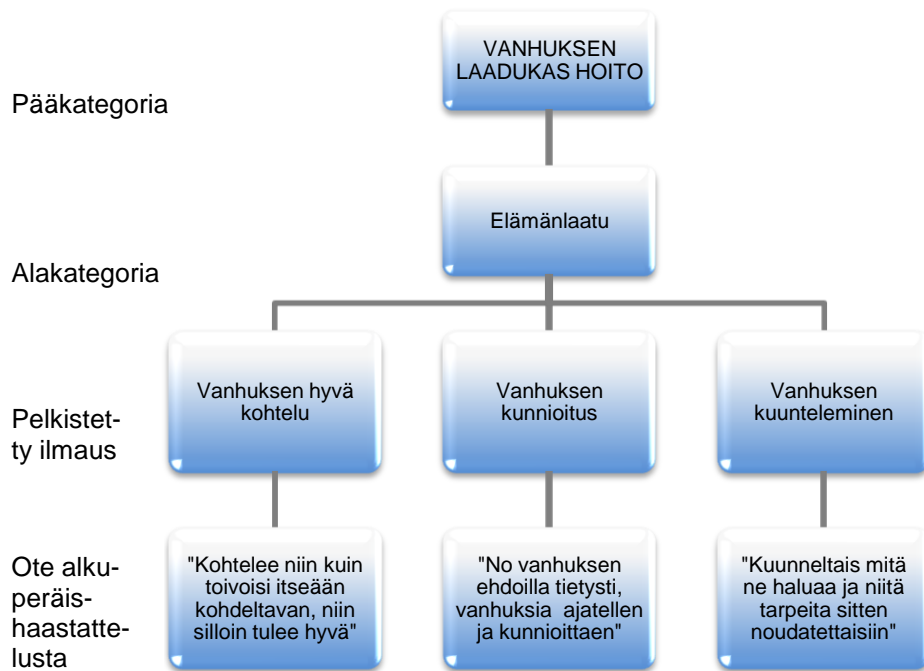 VANHUKSEN
LAADUKAS HOITO
Pääkategoria
Elämänlaatu
Alakategoria
Vanhuksen hyvä
kohtelu
Vanhuksen
kunnioitus
Vanhuksen
kuunteleminen
Pelkistet-
ty ilmaus
"Kohtelee niin kuin
toivoisi itseään
kohdeltavan, niin
silloin tulee hyvä"
"No vanhuksen
ehdoilla tietysti,
vanhuksia ajatellen
ja kunnioittaen"
"Kuunneltais mitä
ne haluaa ja niitä
tarpeita sitten
noudatettaisiin"
Ote alku-
peräis-
haastatte-
lusta